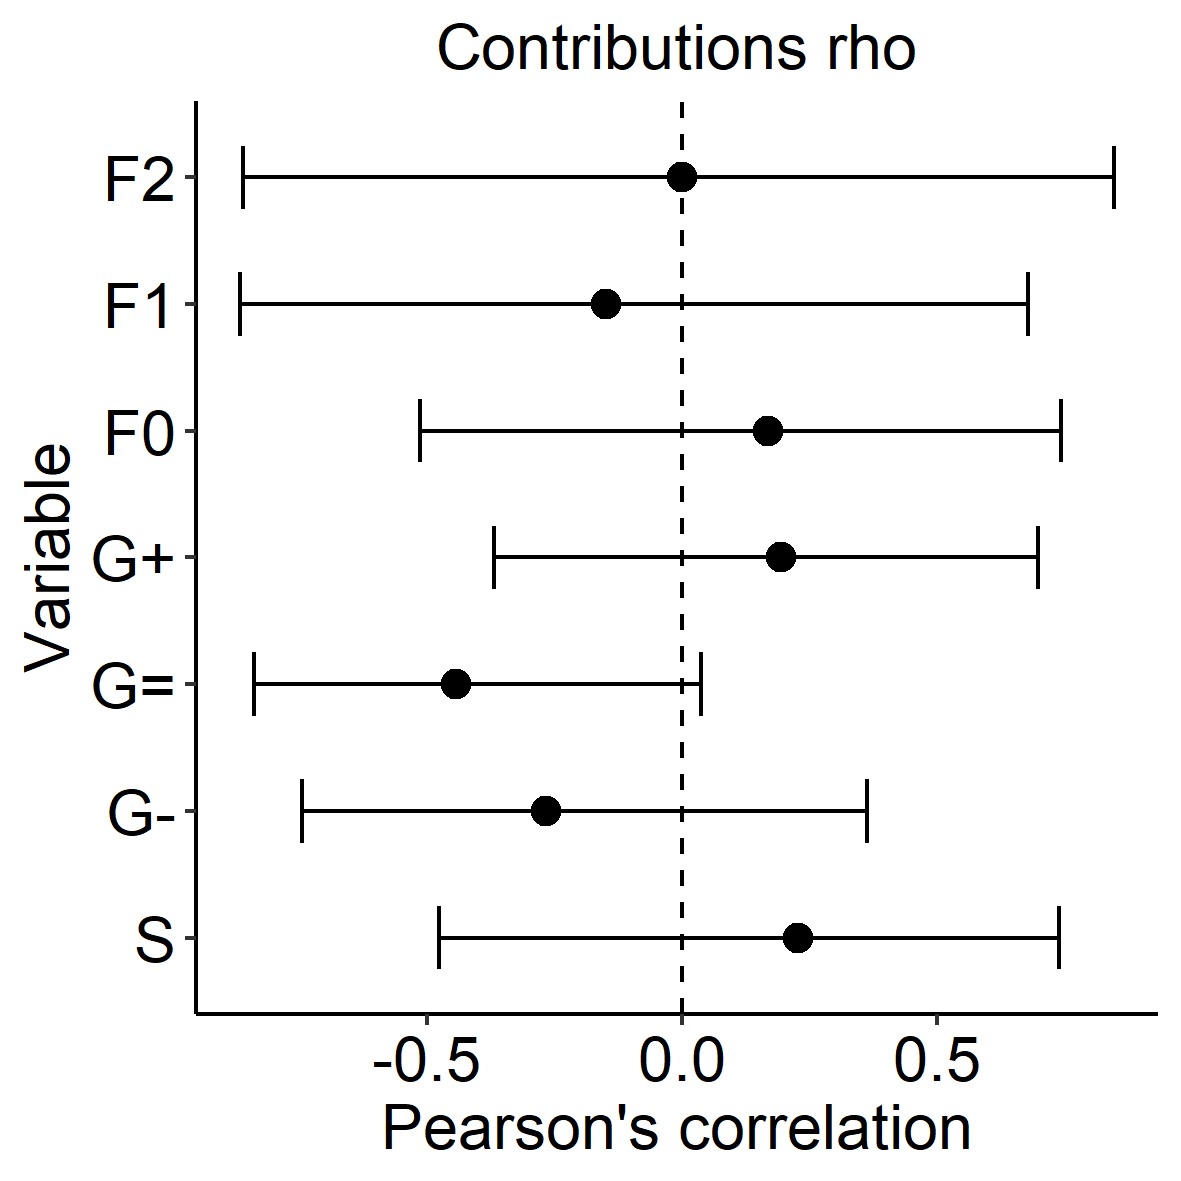 Contributions rho
Variable
F2
F1
F0
G+
G=
G-
S
-0.5 0.0 0.5
Pearson's correlation